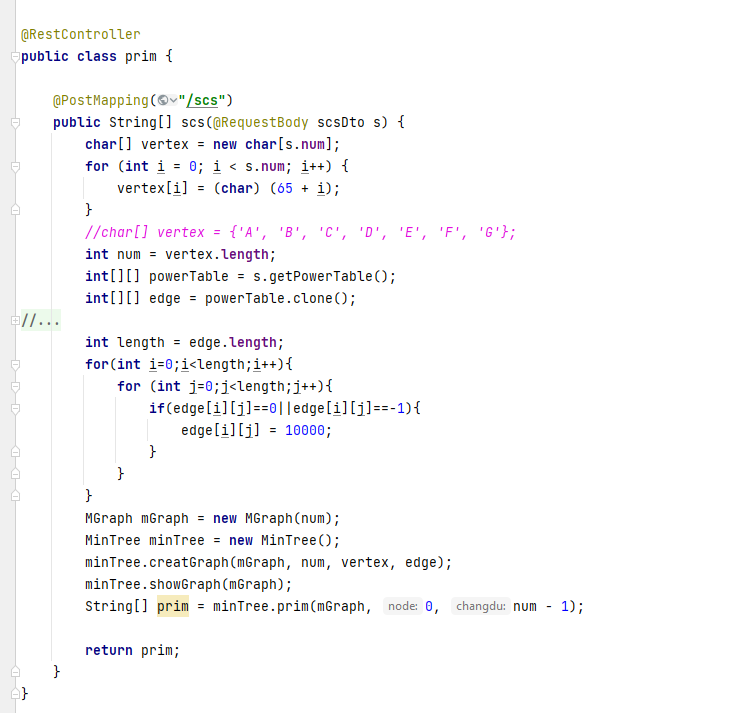 @RestController
public class prim {
@PostMapping("/scs")
public String[] scs(@RequestBody scsDto s) {
char[] vertex = new char[s.num];
for (int i = 0; i < s.num; i++) {
vertex[i] = (char) (65 + i);
}
//char[] vertex = {'A', 'B', 'C', 'D', 'E', 'F', 'G'};
int num = vertex.length;
int[][] powerTable = s.getPowerTable();
int[][] edge = powerTable.clone();
//...
int length = edge.length;
for(int i=0;i<length;i++){
for (int j=0;j<length;j++){
if(edge[i][j]==0||edge[i][j]==-1){
edge[i][j] = 10000;
}
}
}
MGraph mGraph = new MGraph(num);
MinTree minTree = new MinTree();
minTree.creatGraph(mGraph, num, vertex, edge);
minTree.showGraph(mGraph);
String[] prim = minTree.prim(mGraph, node: 0, changdu: num - 1);
return prim;
}
}